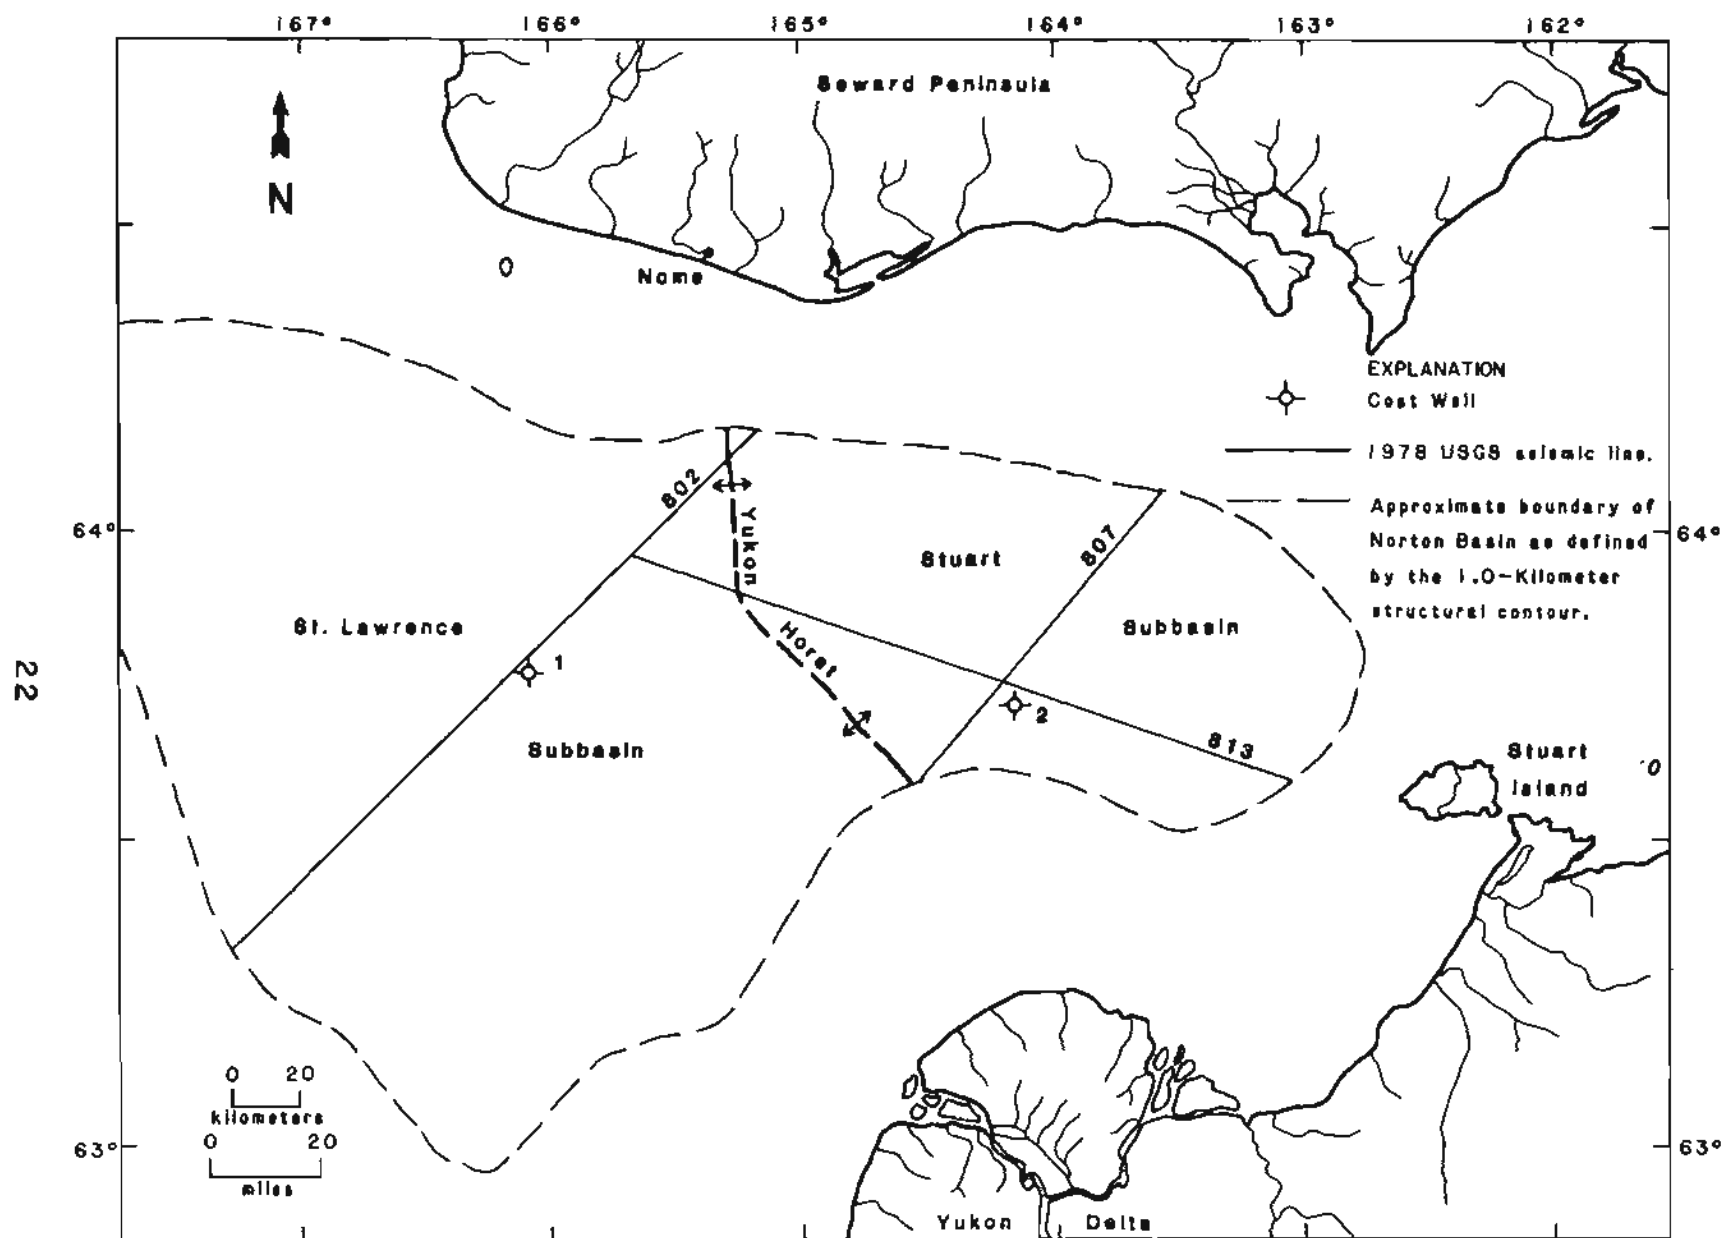 167° 166° 165° 164° 163° 162°
Seward Peninsula
N
Nome
EXPLANATION
Cost Well
1978 USGS seismic line.
Approximate boundary of
Norton Basin as defined
by the 1.0-Kilometer
structural contour.
802
Yukon
Horst
807
813
64°
64°
Stuart
Subbasin
St. Lawrence
Subbasin
1
2
22
Stuart
Island
0 20
kilometers
0 20
miles
63°
63°
Yukon Delta